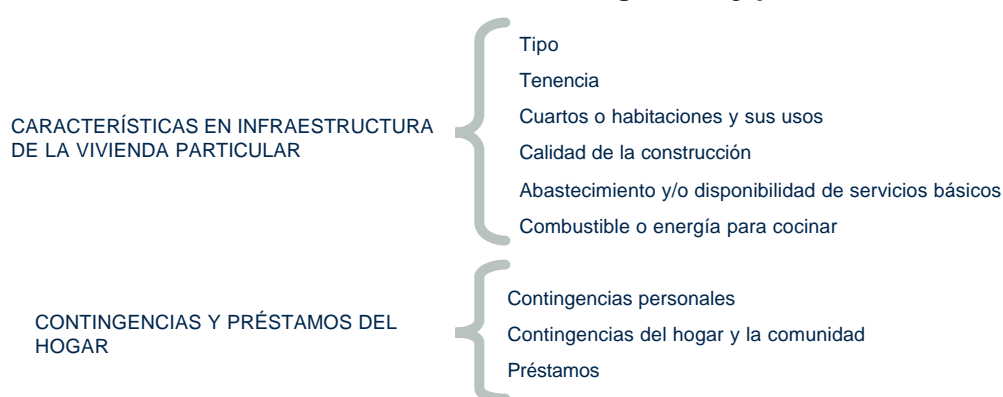 CARACTERÍSTICAS EN INFRAESTRUCTURA
DE LA VIVIENDA PARTICULAR
Tipo
Tenencia
Cuartos o habitaciones y sus usos
Calidad de la construcción
Abastecimiento y/o disponibilidad de servicios básicos
Combustible o energía para cocinar
CONTINGENCIAS Y PRÉSTAMOS DEL
HOGAR
Contingencias personales
Contingencias del hogar y la comunidad
Préstamos